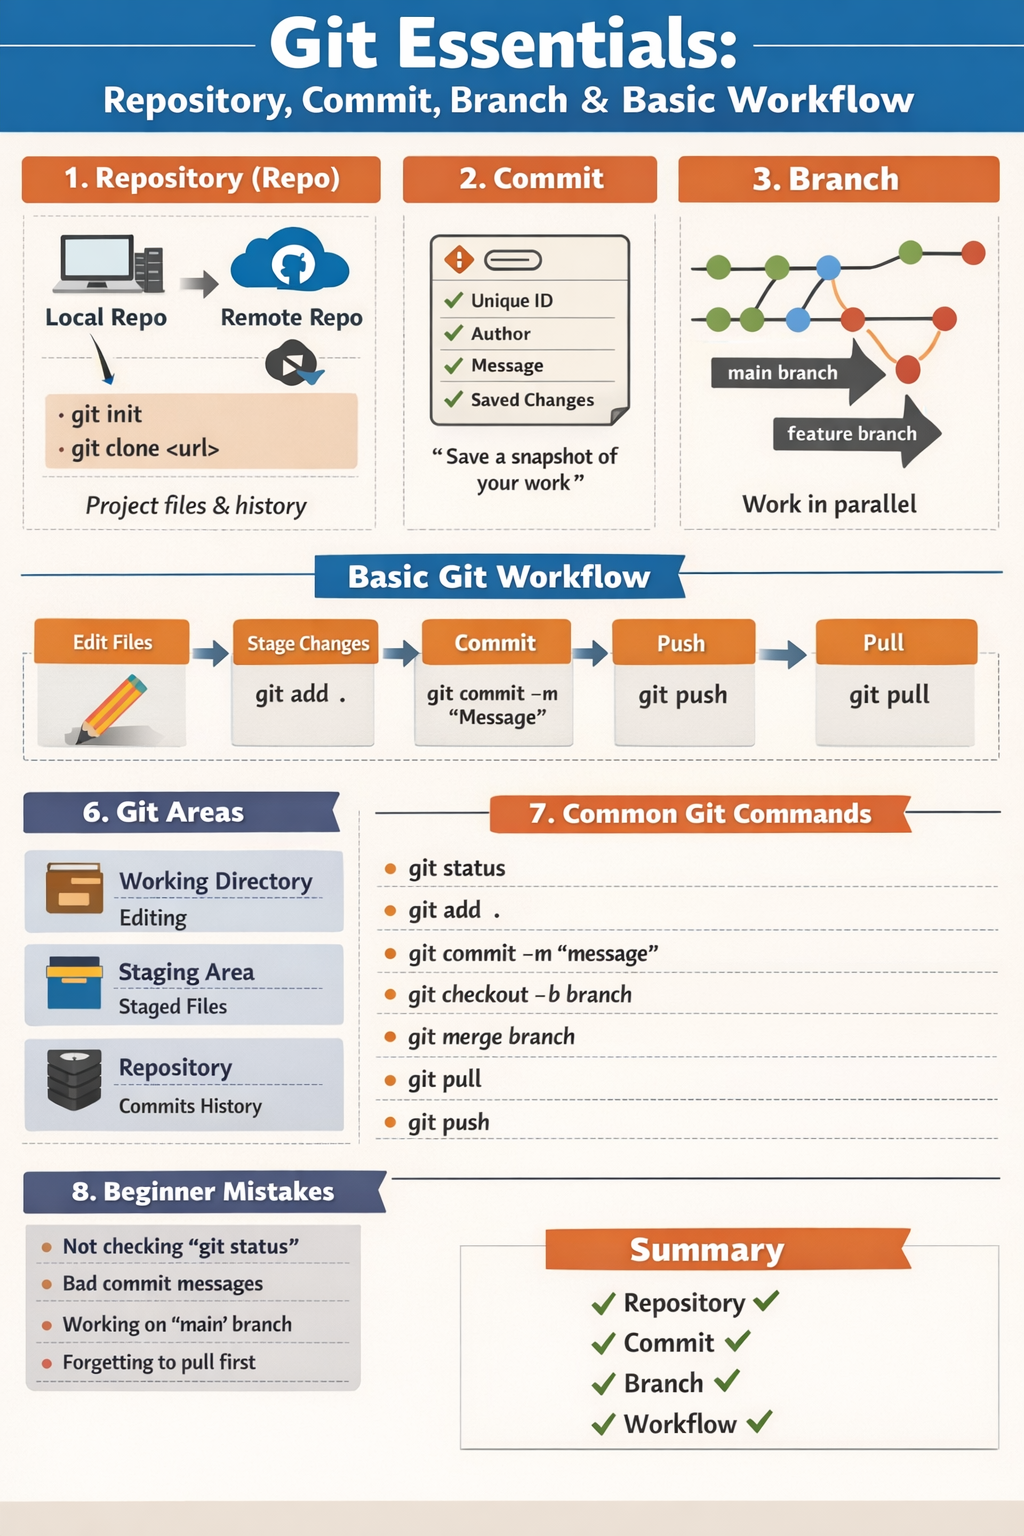 Git Essentials:
Repository, Commit, Branch & Basic Workflow
1. Repository (Repo)
Local Repo
Remote Repo
• git init
• git clone <url>
Project files & history
2. Commit
Unique ID
Author
Message
Saved Changes
“Save a snapshot of
your work”
3. Branch
main branch
feature branch
Work in parallel
Basic Git Workflow
Edit Files
Stage Changes
git add .
Commit
git commit –m
“Message”
Push
git push
Pull
git pull
6. Git Areas
Working Directory
Editing
Staging Area
Staged Files
Repository
Commits History
7. Common Git Commands
• git status
• git add .
• git commit –m “message”
• git checkout –b branch
• git merge branch
• git pull
• git push
8. Beginner Mistakes
• Not checking “git status”
• Bad commit messages
• Working on “main’ branch
• Forgetting to pull first
Summary
✓ Repository ✓
✓ Commit ✓
✓ Branch ✓
✓ Workflow ✓